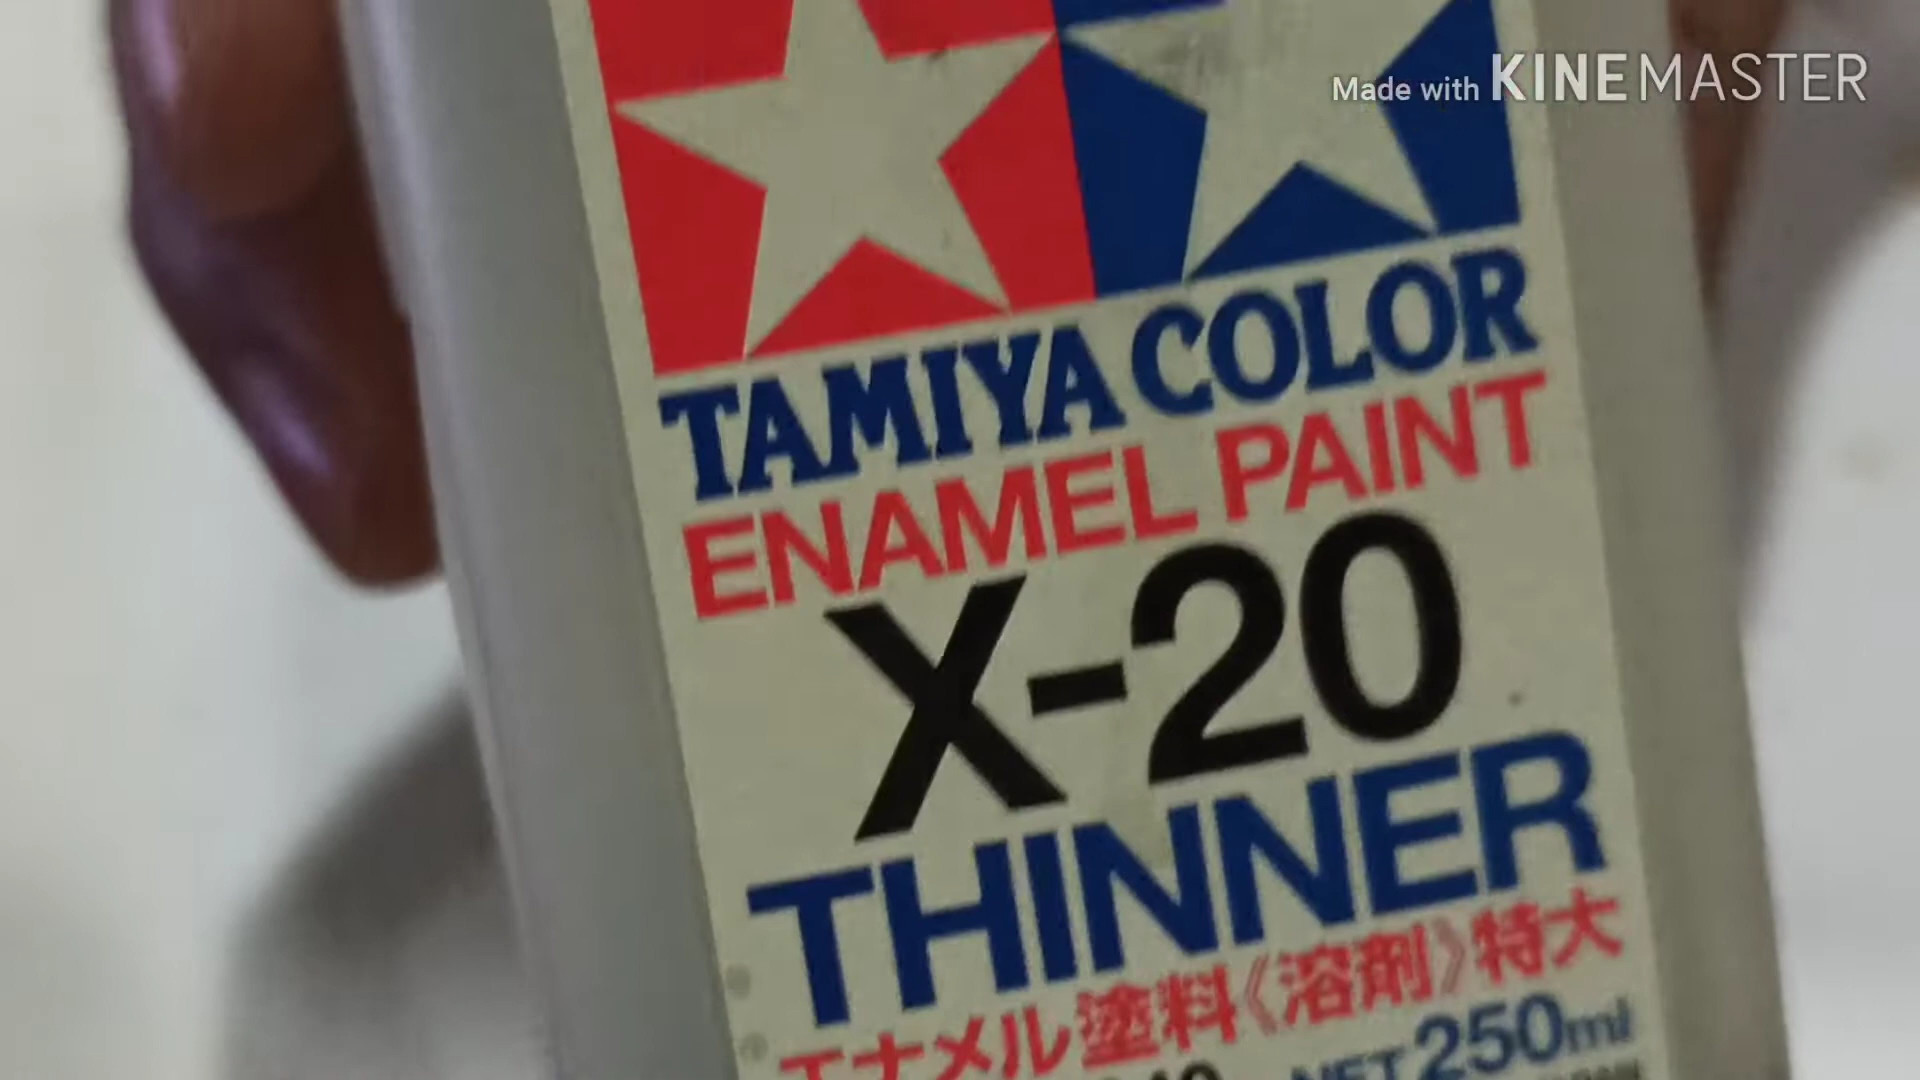 Made with KINEMASTER
TAMIYA COLOR
ENAMEL PAINT
X-20
THINNER
エナメル塗料《溶剤》特大
NET 250ml